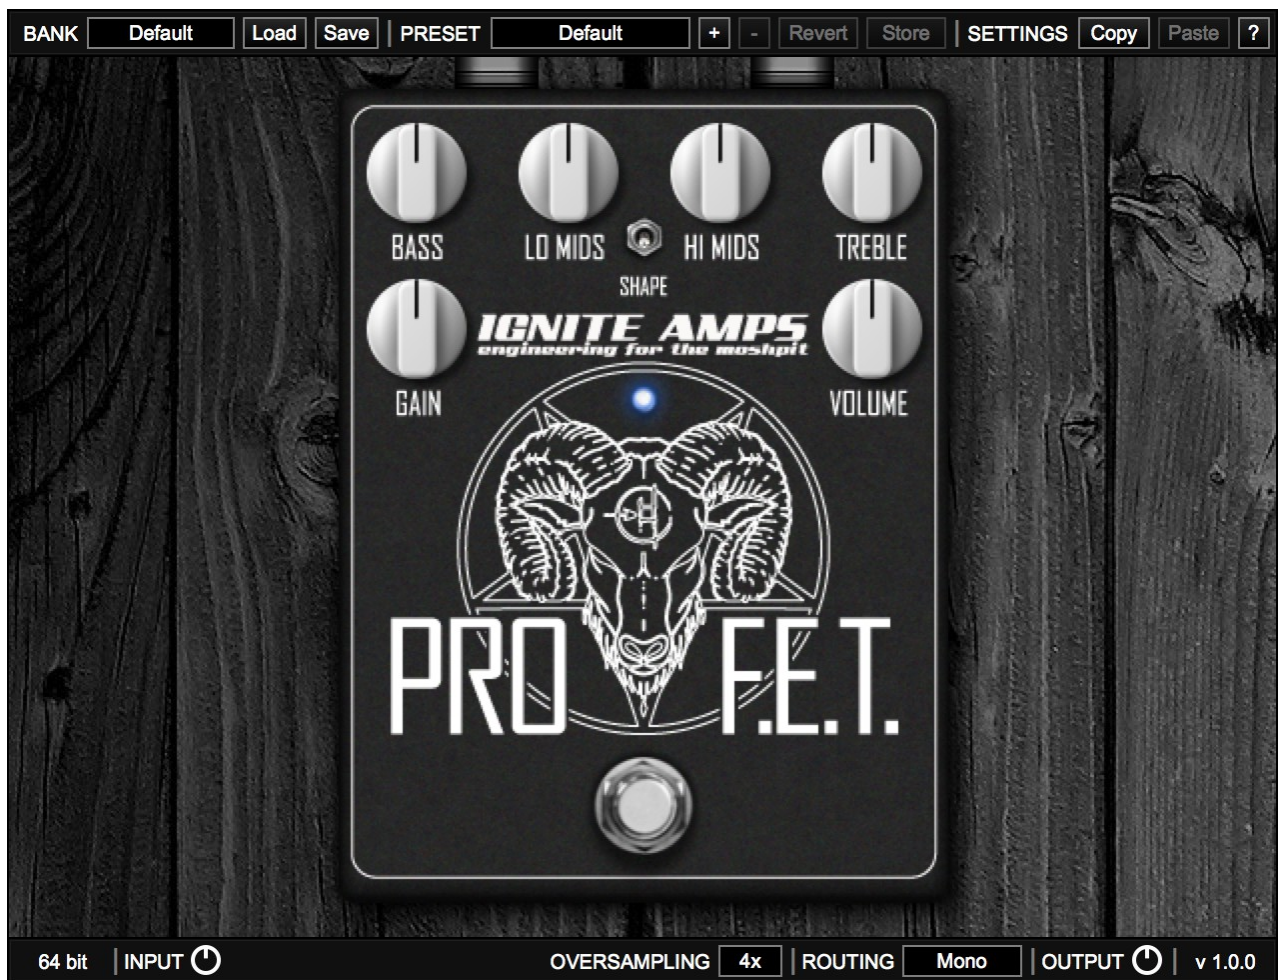 BANK Default Load Save PRESET Default + - Revert Store SETTINGS Copy Paste ?
BASS LO MIDS HI MIDS TREBLE
SHAPE
IGNITE AMPS
engineering for the moshpit
GAIN VOLUME
PRO F.E.T.
64 bit INPUT OVERSAMPLING 4x ROUTING Mono OUTPUT v 1.0.0